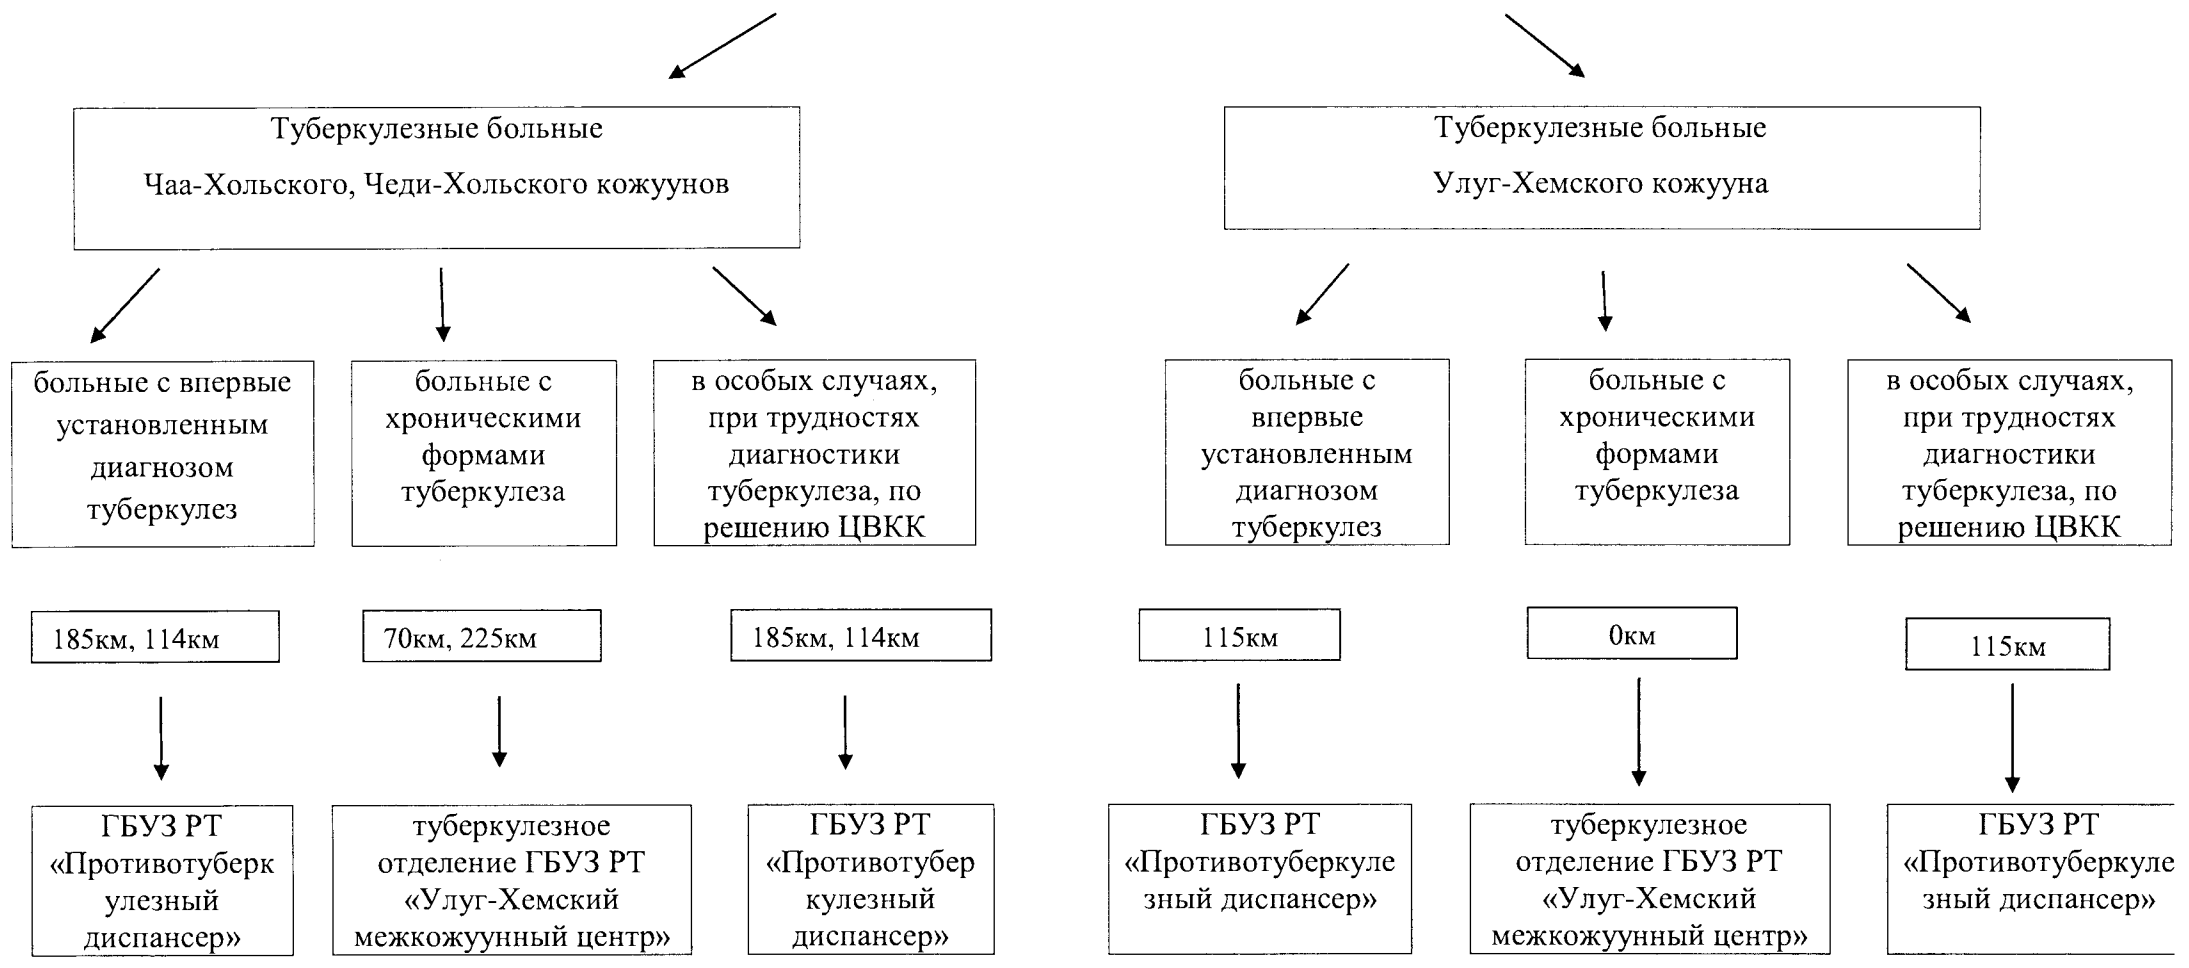 Туберкулезные больные
Чаа-Хольского, Чеди-Хольского кожуунов
Туберкулезные больные
Улуг-Хемского кожууна
больные с впервые
установленным
диагнозом
туберкулез
больные с
хроническими
формами
туберкулеза
в особых случаях,
при трудностях
диагностики
туберкулеза, по
решению ЦВКК
больные с
впервые
установленным
диагнозом
туберкулез
больные с
хроническими
формами
туберкулеза
в особых случаях,
при трудностях
диагностики
туберкулеза, по
решению ЦВКК
185км, 114км
70км, 225км
185км, 114км
115км
0км
115км
ГБУЗ РТ
«Противотуберк
улезный
диспансер»
туберкулезное
отделение ГБУЗ РТ
«Улуг-Хемский
межкожуунный центр»
ГБУЗ РТ
«Противотубер
кулезный
диспансер»
ГБУЗ РТ
«Противотуберкуле
зный диспансер»
туберкулезное
отделение ГБУЗ РТ
«Улуг-Хемский
межкожуунный центр»
ГБУЗ РТ
«Противотуберкуле
зный диспансер»